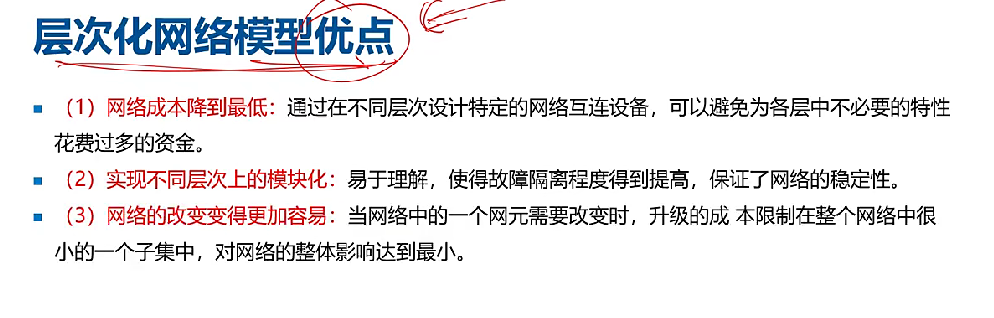 层次化网络模型优点
（1）网络成本降到最低：通过在不同层次设计特定的网络互连设备，可以避免为各层中不必要的特性
花费过多的资金。
（2）实现不同层次上的模块化：易于理解，使得故障隔离程度得到提高，保证了网络的稳定性。
（3）网络的改变变得更加容易：当网络中的一个网元需要改变时，升级的成 本限制在整个网络中很
小的一个子集中，对网络的整体影响达到最小。